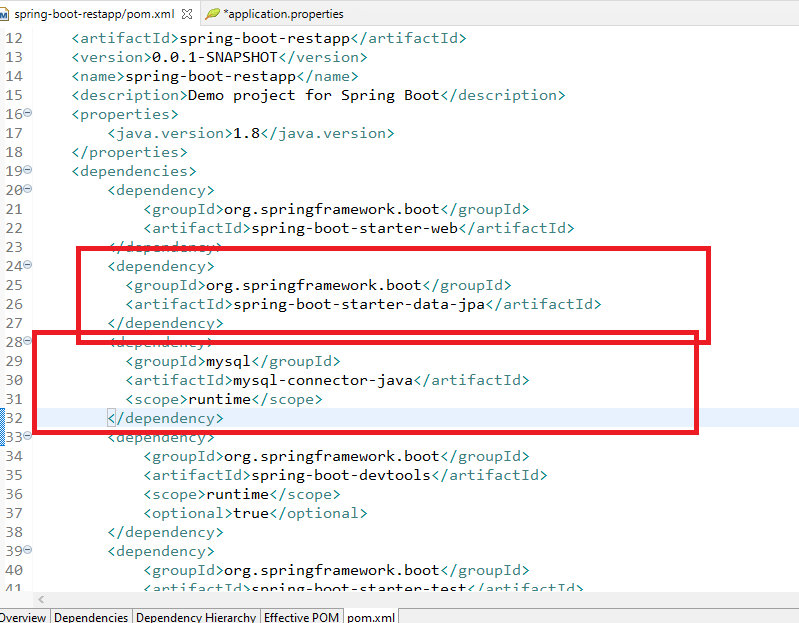 spring-boot-restapp/pom.xml *application.properties
12 <artifactId>spring-boot-restapp</artifactId>
13 <version>0.0.1-SNAPSHOT</version>
14 <name>spring-boot-restapp</name>
15 <description>Demo project for Spring Boot</description>
16 <properties>
17 <java.version>1.8</java.version>
18 </properties>
19 <dependencies>
20 <dependency>
21 <groupId>org.springframework.boot</groupId>
22 <artifactId>spring-boot-starter-web</artifactId>
23 </dependency>
24 <dependency>
25 <groupId>org.springframework.boot</groupId>
26 <artifactId>spring-boot-starter-data-jpa</artifactId>
27 </dependency>
28 <dependency>
29 <groupId>mysql</groupId>
30 <artifactId>mysql-connector-java</artifactId>
31 <scope>runtime</scope>
32 </dependency>
33 <dependency>
34 <groupId>org.springframework.boot</groupId>
35 <artifactId>spring-boot-devtools</artifactId>
36 <scope>runtime</scope>
37 <optional>true</optional>
38 </dependency>
39 <dependency>
40 <groupId>org.springframework.boot</groupId>
41 <artifactId>spring-boot-starter-test</artifactId>
Overview Dependencies Dependency Hierarchy Effective POM pom.xml